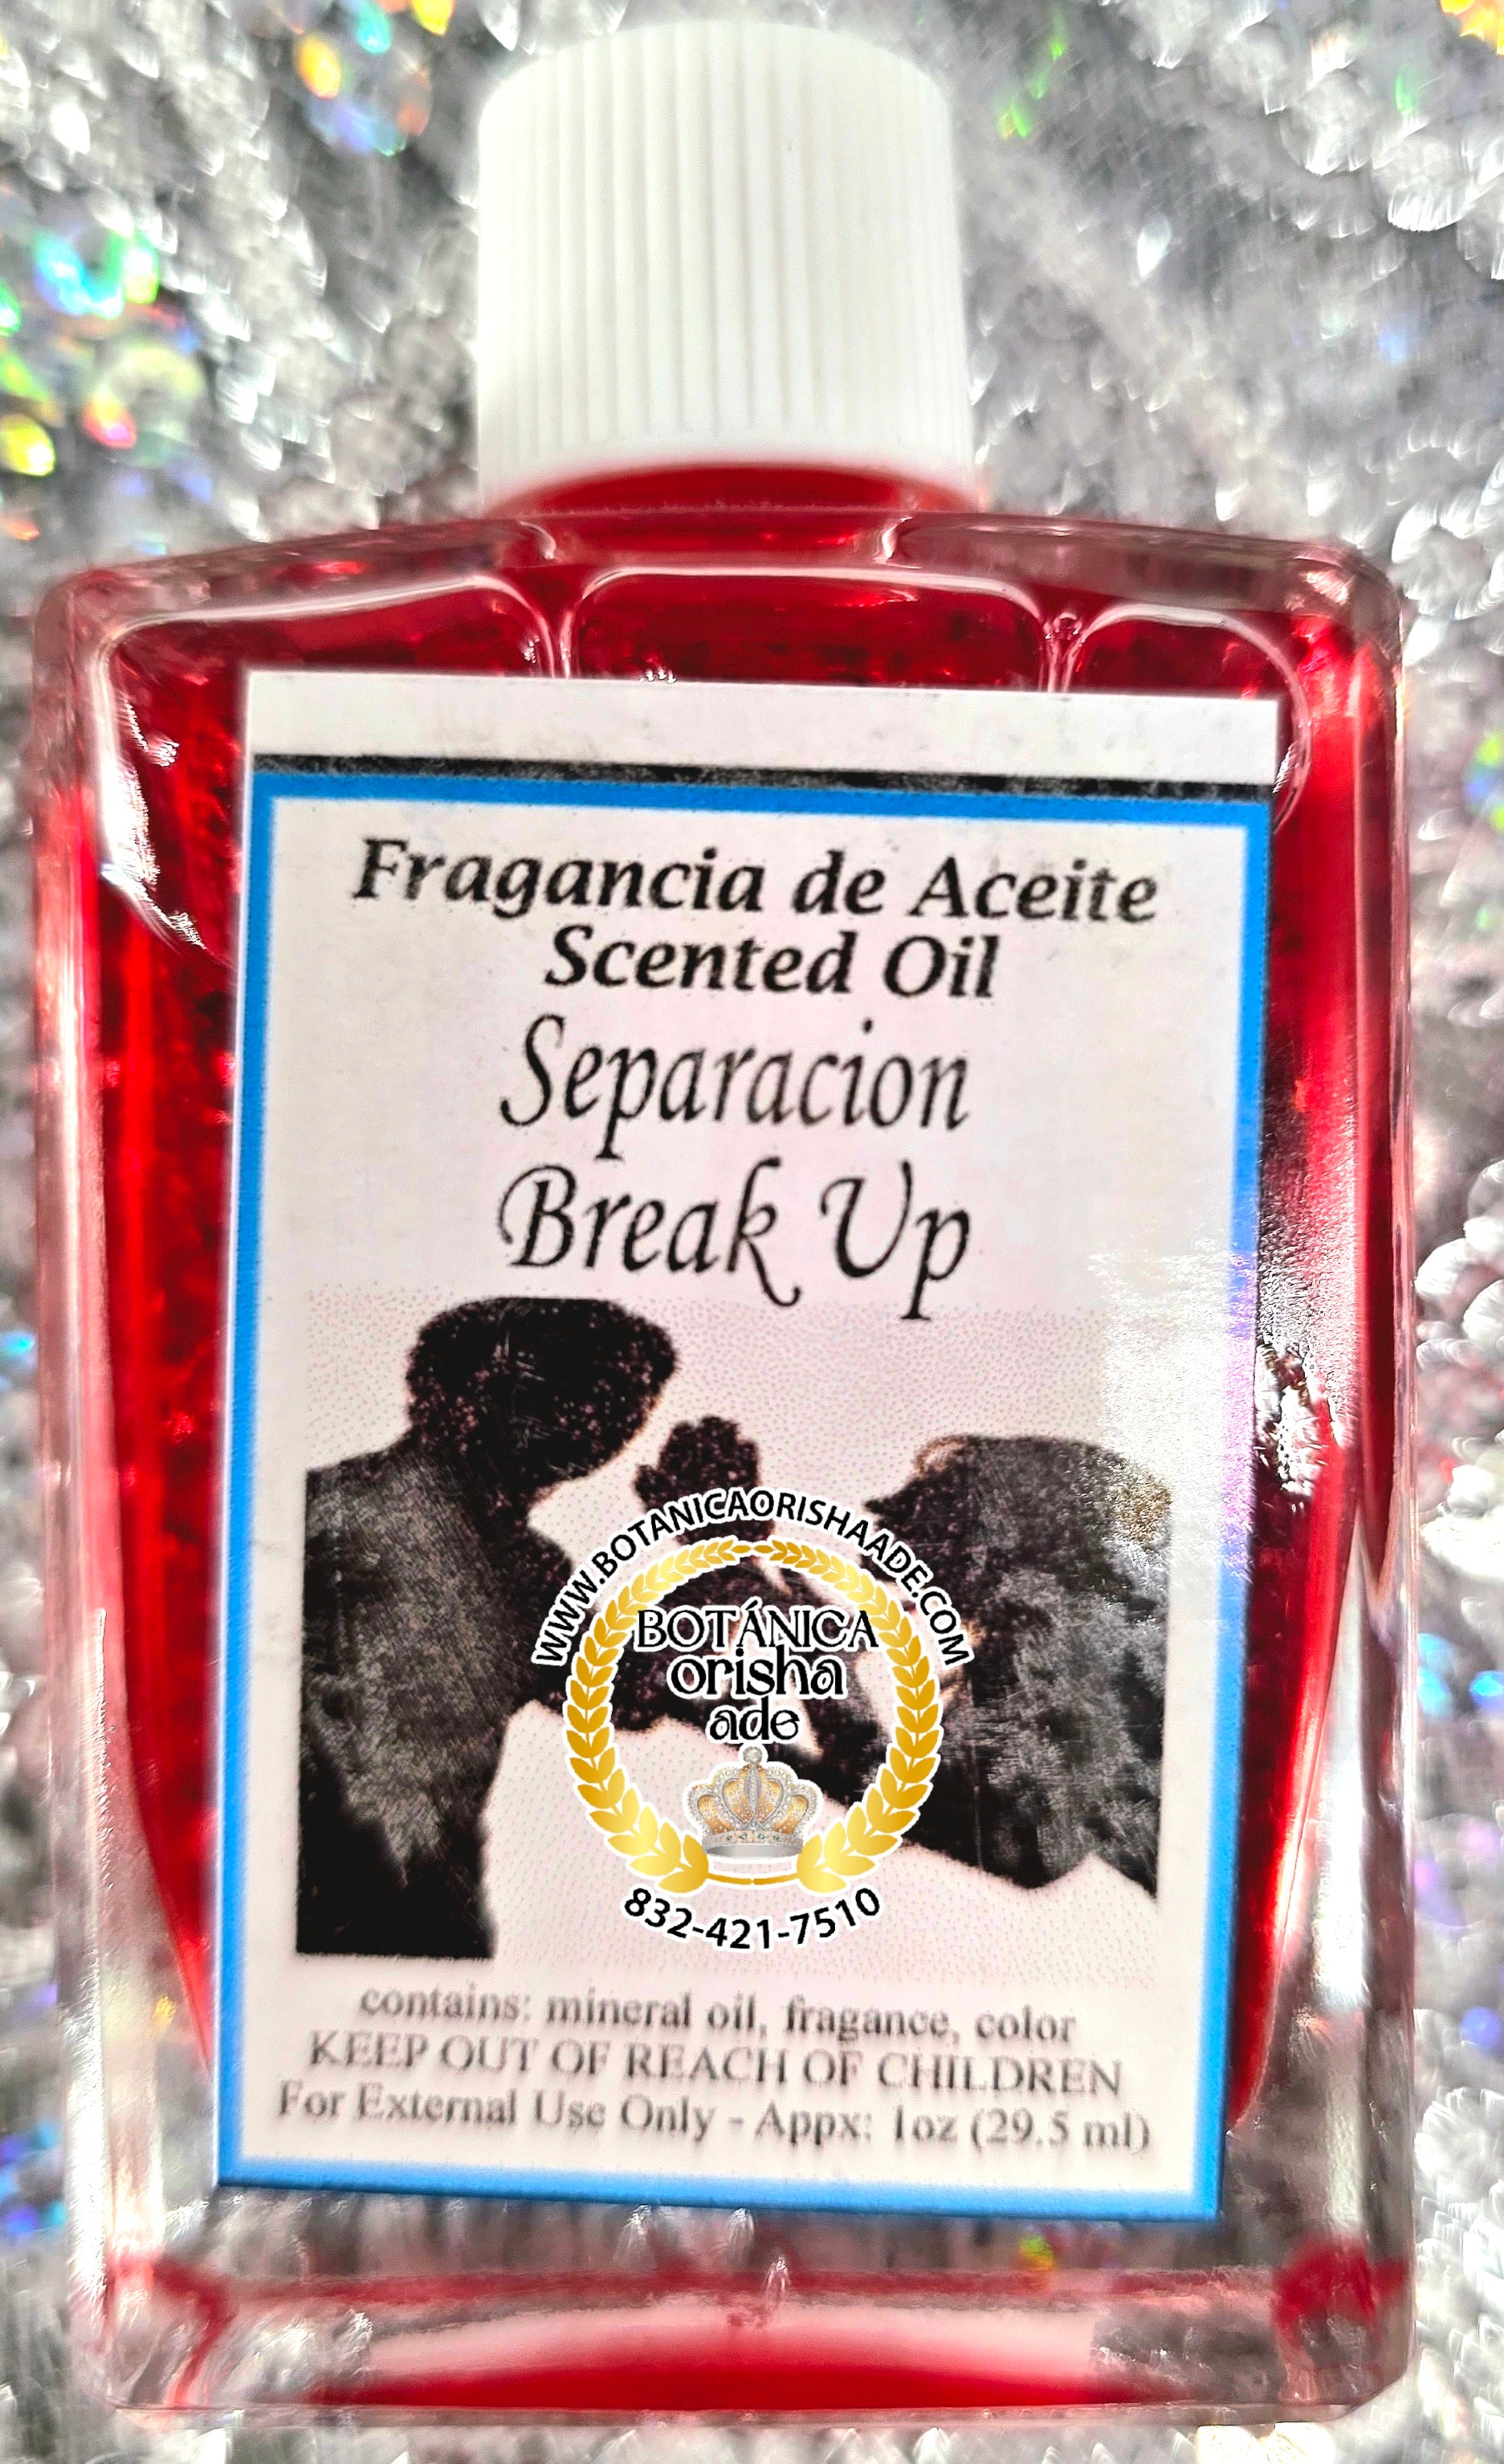 Fragancia de Aceite
Scented Oil
Separacion
Break Up
WWW.BOTANICAORISHAADE.COM
BOTÁNICA
orisha
ade
832-421-7510
contains: mineral oil, fragance, color
KEEP OUT OF REACH OF CHILDREN
For External Use Only - Appx: 1oz (29.5 ml)